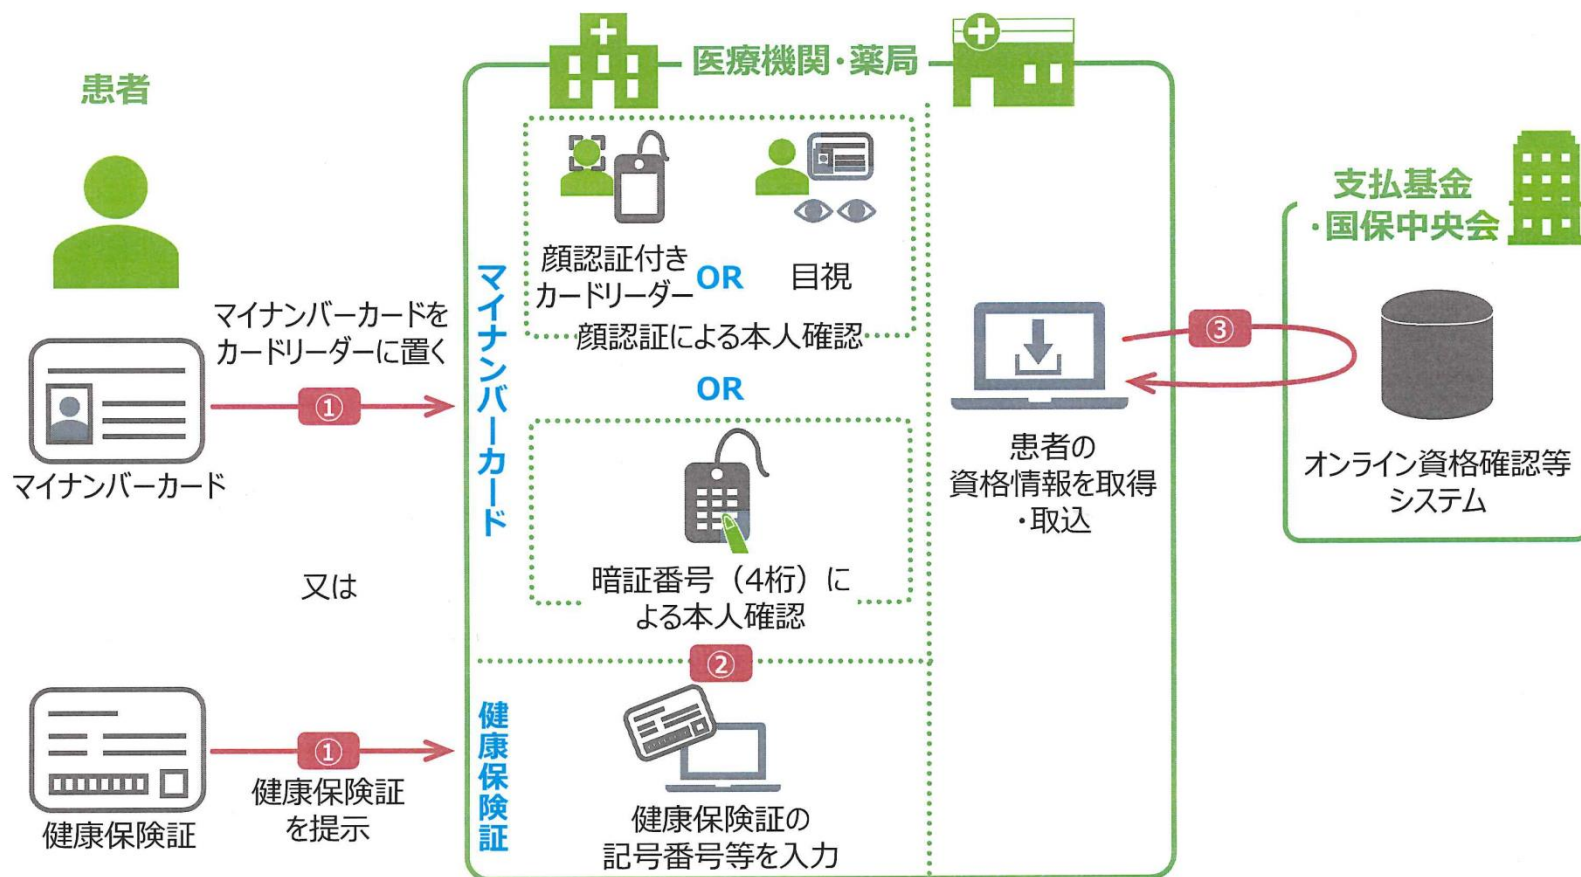 患者
医療機関・薬局
支払基金
・国保中央会
マイナンバーカードを
カードリーダーに置く
①
マイナンバーカード
又は
①
健康保険証
を提示
健康保険証
マイナンバーカード
顔認証付き
カードリーダー
OR
目視
顔認証による本人確認
OR
暗証番号（4桁）に
よる本人確認
②
健康保険証
健康保険証の
記号番号等を入力
患者の
資格情報を取得
・取込
③
オンライン資格確認等
システム